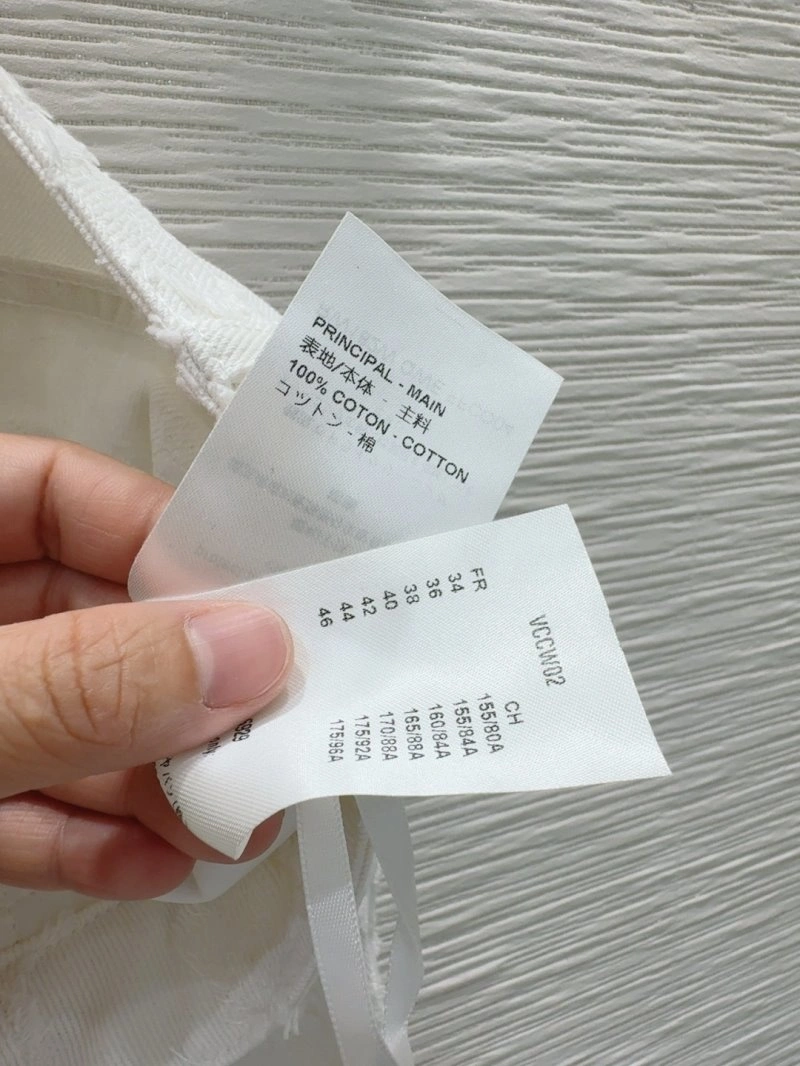 PRINCIPAL - MAIN
表地/本体 - 主料
100% COTON - COTTON
コットン - 棉
VCCW02
FR CH
34 155/80A
36 155/84A
38 160/84A
40 165/88A
42 170/88A
44 175/92A
46 175/96A